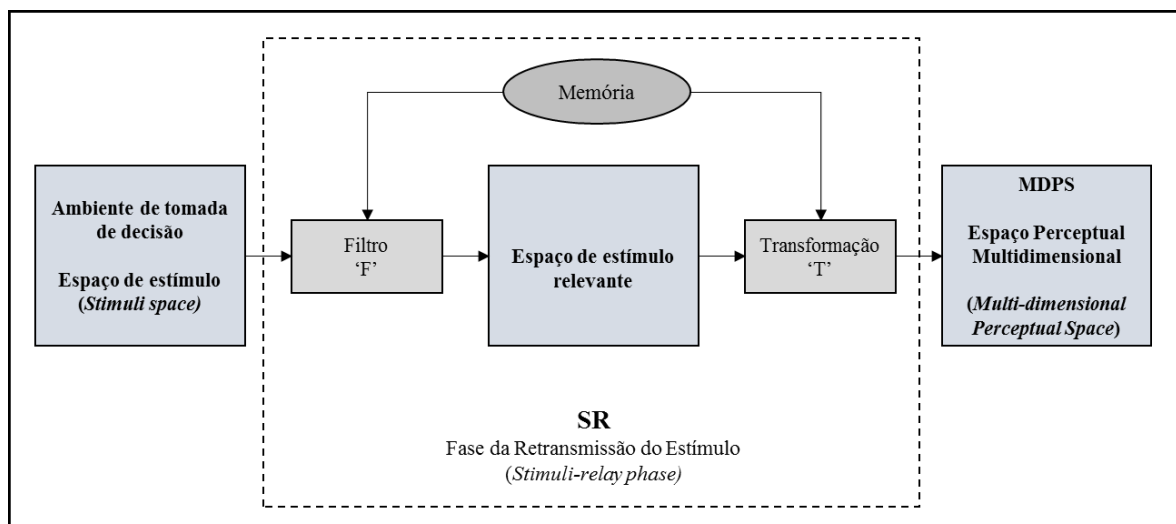 Memória
Ambiente de tomada
de decisão
Espaço de estímulo
(Stimuli space)
Filtro
‘F’
Espaço de estímulo
relevante
Transformação
‘T’
MDPS
Espaço Perceptual
Multidimensional
(Multi-dimensional
Perceptual Space)
SR
Fase da Retransmissão do Estímulo
(Stimuli-relay phase)